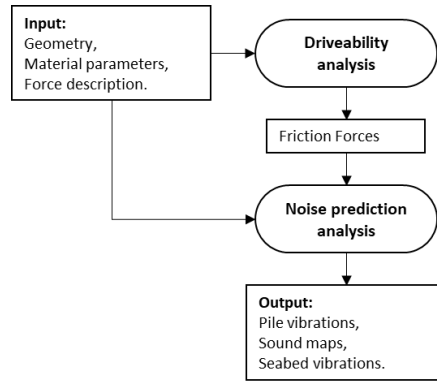 Input:
Geometry,
Material parameters,
Force description.
Driveability
analysis
Friction Forces
Noise prediction
analysis
Output:
Pile vibrations,
Sound maps,
Seabed vibrations.